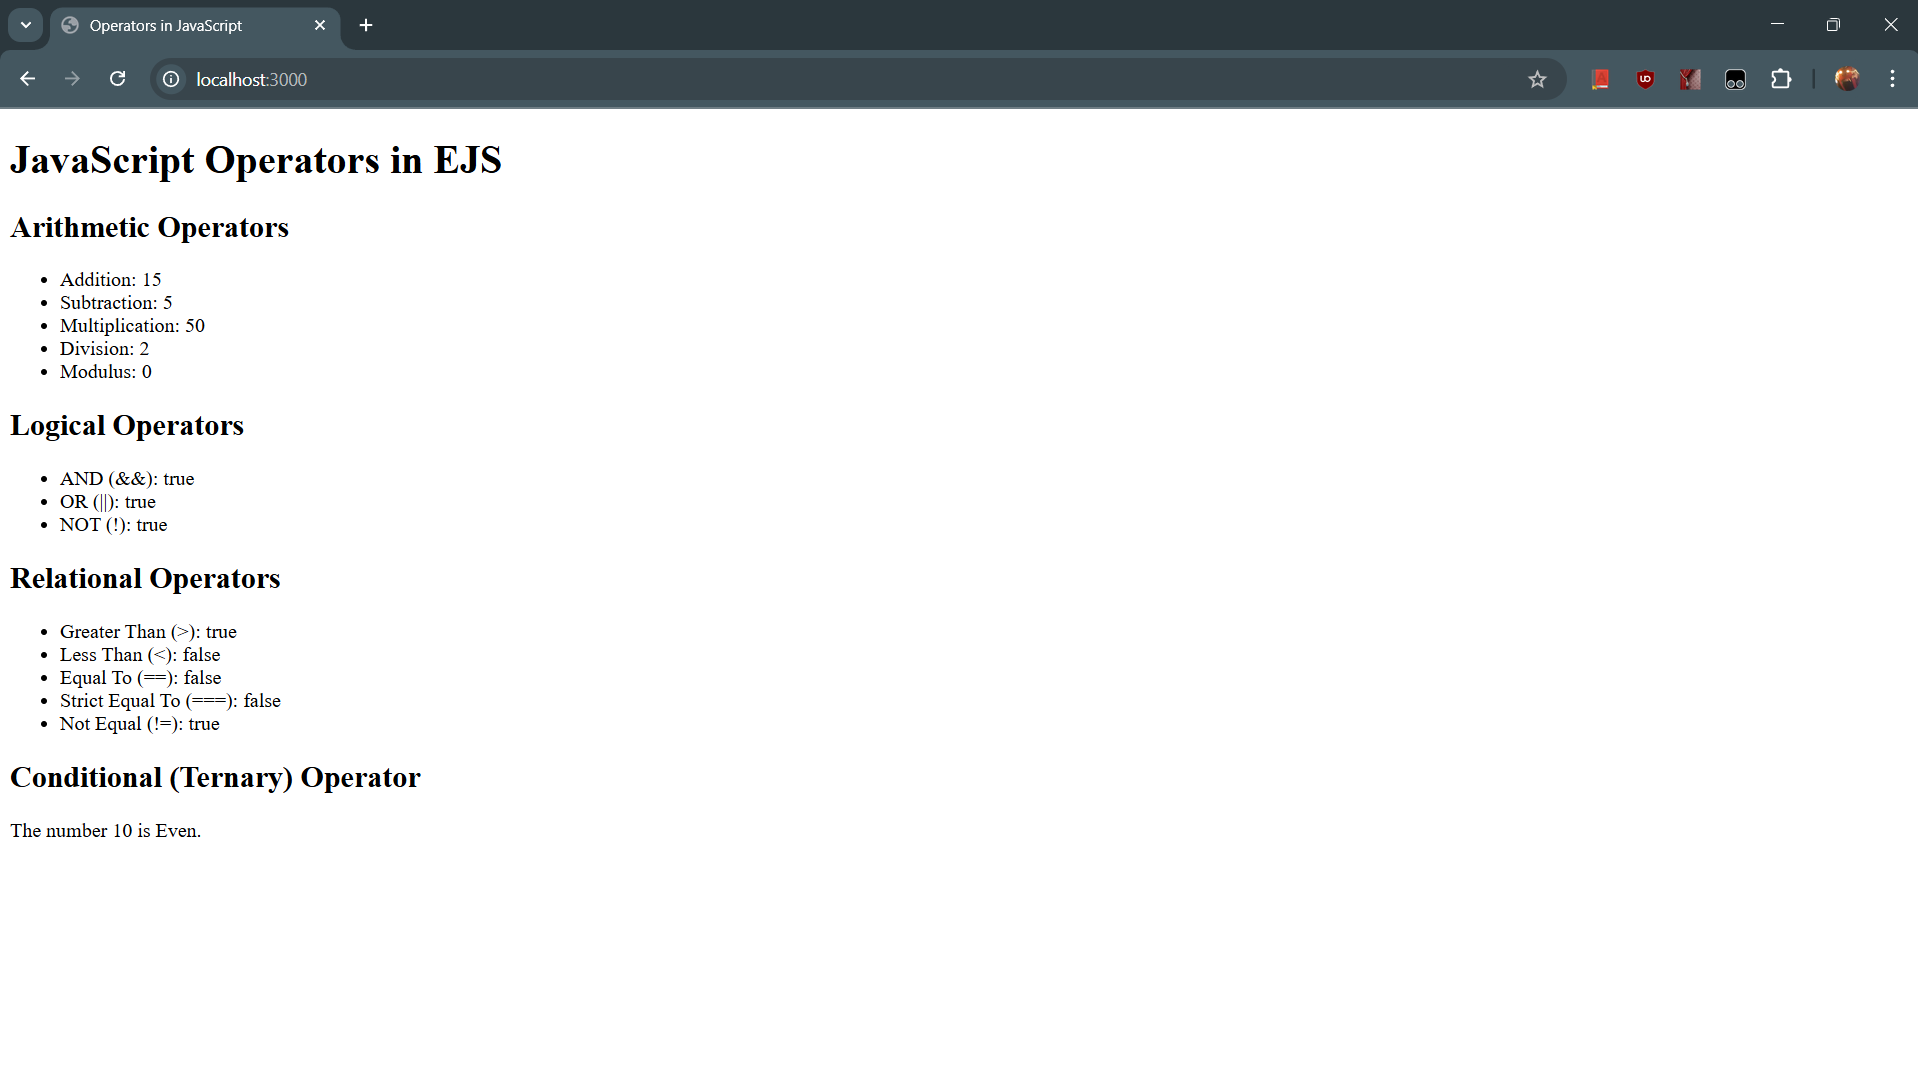 Operators in JavaScript
localhost:3000
JavaScript Operators in EJS
Arithmetic Operators
Addition: 15
Subtraction: 5
Multiplication: 50
Division: 2
Modulus: 0
Logical Operators
AND (&&): true
OR (||): true
NOT (!): true
Relational Operators
Greater Than (>): true
Less Than (<): false
Equal To (==): false
Strict Equal To (===): false
Not Equal (!=): true
Conditional (Ternary) Operator
The number 10 is Even.